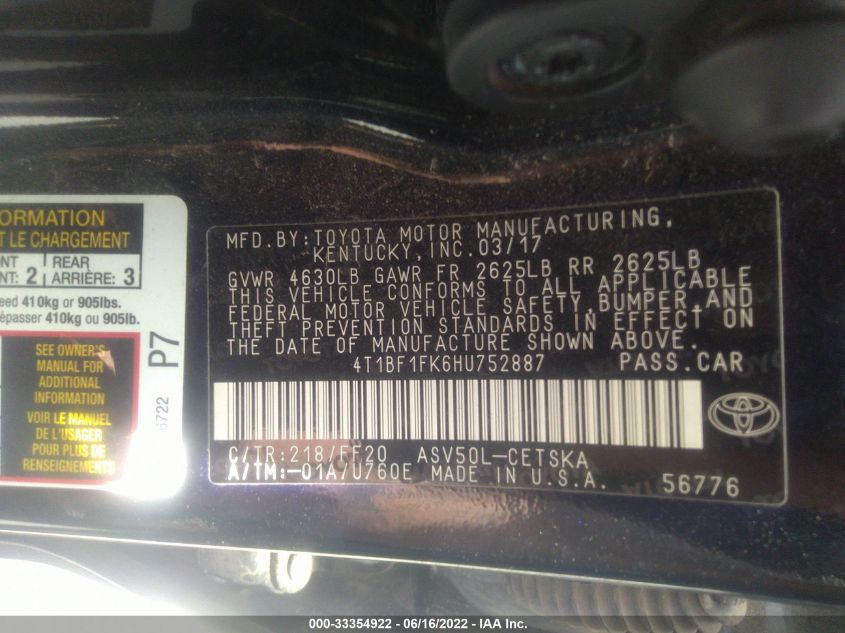 ORMATION
T LE CHARGEMENT
NT: 2 REAR ARRIÈRE: 3
eed 410kg or 905lbs.
épasser 410kg ou 905lb.
SEE OWNER'S
MANUAL FOR
ADDITIONAL
INFORMATION
VOIR LE MANUEL
DE L'USAGER
POUR PLUS DE
RENSEIGNEMENTS
P7
6722
MFD.BY:TOYOTA MOTOR MANUFACTURING,
KENTUCKY, INC.03/17
GVWR 4630LB GAWR FR 2625LB RR 2625LB
THIS VEHICLE CONFORMS TO ALL APPLICABLE
FEDERAL MOTOR VEHICLE SAFETY,BUMPER,AND
THEFT PREVENTION STANDARDS IN EFFECT ON
THE DATE OF MANUFACTURE SHOWN ABOVE.
4T1BF1FK6HU752887 PASS.CAR
C/TR:218/FF20 ASV50L-CETSKA
A/TM:-01A/U760E MADE IN U.S.A. 56776
000-33354922 - 06/16/2022 - IAA Inc.